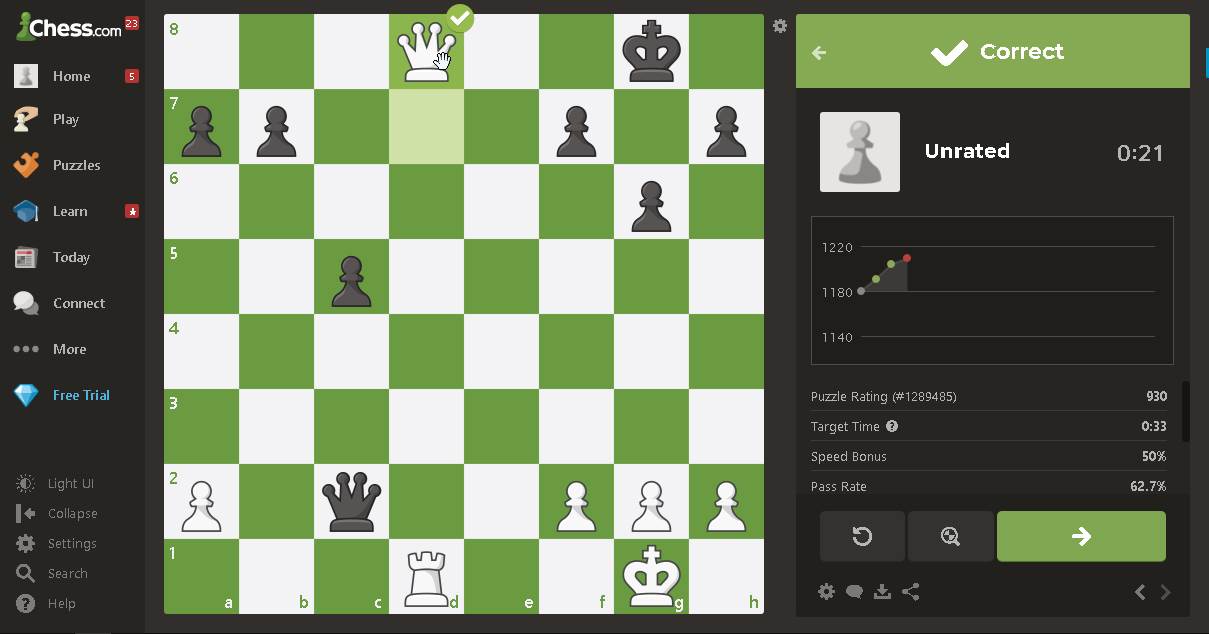 Chess.com 23
Home 5
Play
Puzzles
Learn
Today
Connect
More
Free Trial
Light UI
Collapse
Settings
Search
Help
8
7
6
5
4
3
2
1
a b c d e f g h
Correct
Unrated 0:21
1220
1180
1140
Puzzle Rating (#1289485) 930
Target Time ? 0:33
Speed Bonus 50%
Pass Rate 62.7%